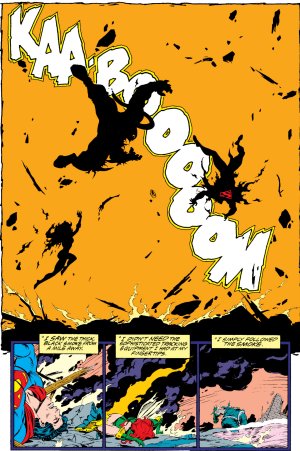 KAA-BOOOOOOM
"I SAW THE THICK,
BLACK SMOKE FROM
A MILE AWAY.
"I DIDN'T NEED THE
SOPHISTICATED TRACKING
EQUIPMENT I HAD AT MY
FINGERTIPS.
"I SIMPLY FOLLOWED
THE SMOKE.